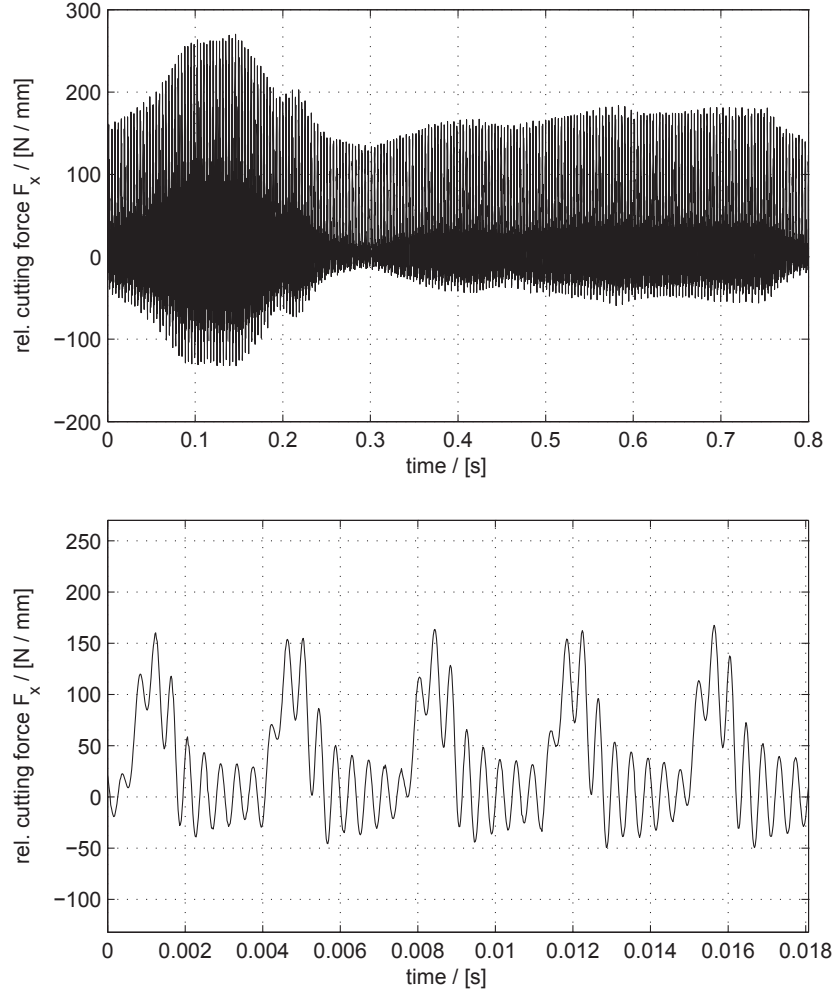 300
200
100
0
−100
−200
rel. cutting force F_x / [N / mm]
0 0.1 0.2 0.3 0.4 0.5 0.6 0.7 0.8
time / [s]
250
200
150
100
50
0
−50
−100
rel. cutting force F_x / [N / mm]
0 0.002 0.004 0.006 0.008 0.01 0.012 0.014 0.016 0.018
time / [s]